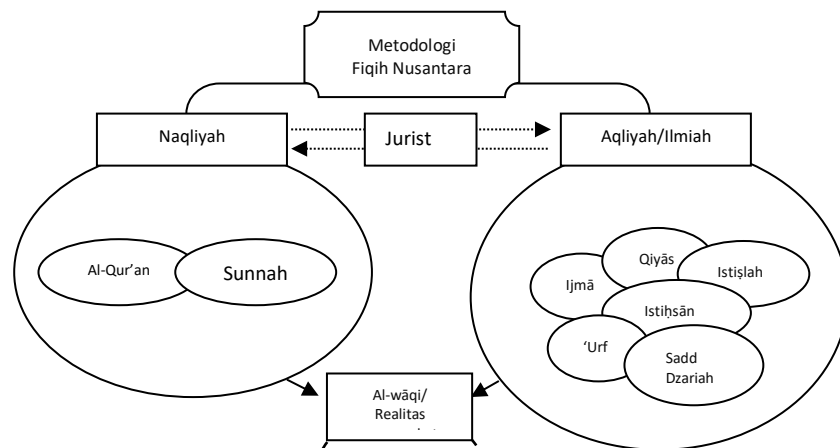 Metodologi
Fiqih Nusantara
Naqliyah
Jurist
Aqliyah/Ilmiah
Al-Qur’an
Sunnah
Ijmā
Qiyās
Istiṣlah
Istiḥsān
‘Urf
Sadd
Dzariah
Al-wāqi/
Realitas